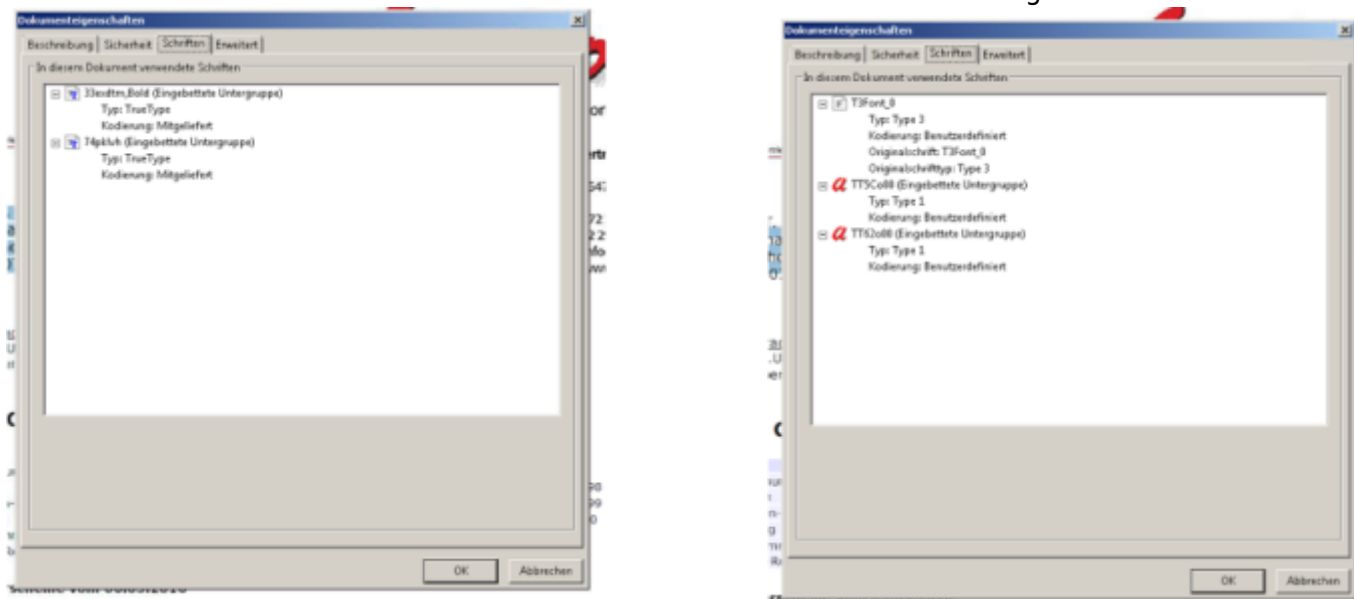 Dokumenteigenschaften
Beschreibung Sicherheit Schriften Erweitert
In diesem Dokument verwendete Schriften
33exdtm,Bold (Eingebettete Untergruppe)
Typ: TrueType
Kodierung: Mitgeliefert
74pklvh (Eingebettete Untergruppe)
Typ: TrueType
Kodierung: Mitgeliefert
OK Abbrechen
Dokumenteigenschaften
Beschreibung Sicherheit Schriften Erweitert
In diesem Dokument verwendete Schriften
T3Font_0
Typ: Type 3
Kodierung: Benutzerdefiniert
Originalschrift: T3Font_0
Originalschrifttyp: Type 3
TT5Co00 (Eingebettete Untergruppe)
Typ: Type 1
Kodierung: Benutzerdefiniert
TT62o00 (Eingebettete Untergruppe)
Typ: Type 1
Kodierung: Benutzerdefiniert
OK Abbrechen